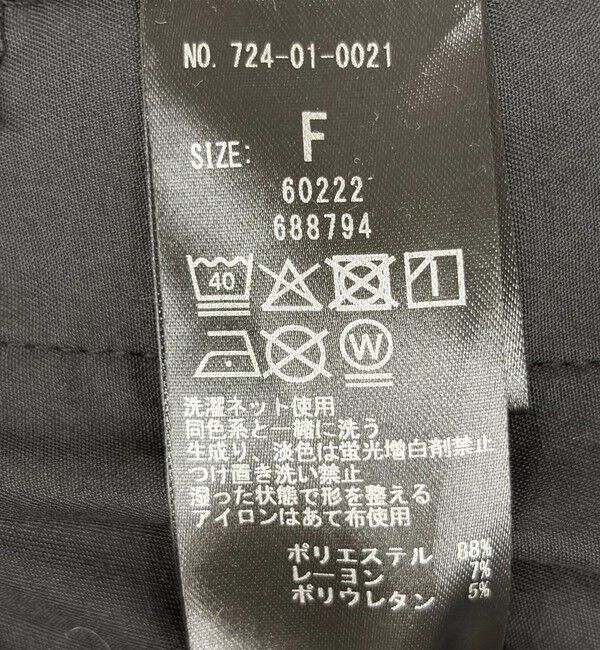 NO. 724-01-0021
SIZE: F
60222
688794
40
W
洗濯ネット使用
同色系と一緒に洗う
生成り、淡色は蛍光増白剤禁止
つけ置き洗い禁止
湿った状態で形を整える
アイロンはあて布使用
ポリエステル 88%
レーヨン 7%
ポリウレタン 5%